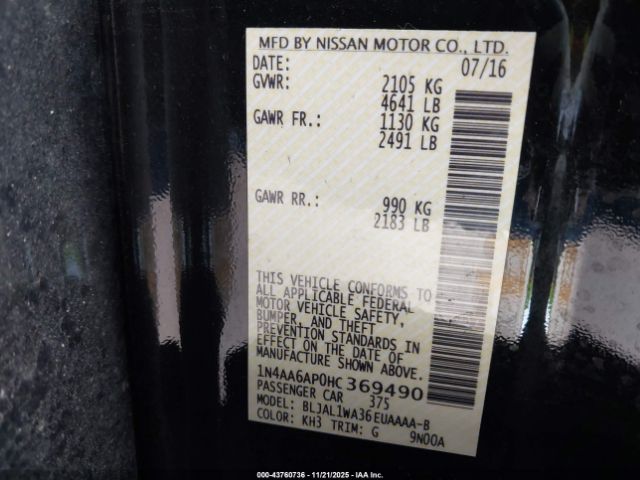 MFD BY NISSAN MOTOR CO., LTD.
DATE: 07/16
GVWR: 2105 KG
4641 LB
GAWR FR.: 1130 KG
2491 LB
GAWR RR.: 990 KG
2183 LB
THIS VEHICLE CONFORMS TO
ALL APPLICABLE FEDERAL
MOTOR VEHICLE SAFETY,
BUMPER, AND THEFT
PREVENTION STANDARDS IN
EFFECT ON THE DATE OF
MANUFACTURE SHOWN ABOVE.
1N4AA6AP0HC369490
PASSENGER CAR 375
MODEL: BLJAL1WA36EUAAAA-B
COLOR: KH3 TRIM: G 9N00A
000-43760736 - 11/21/2025 - IAAI.COM